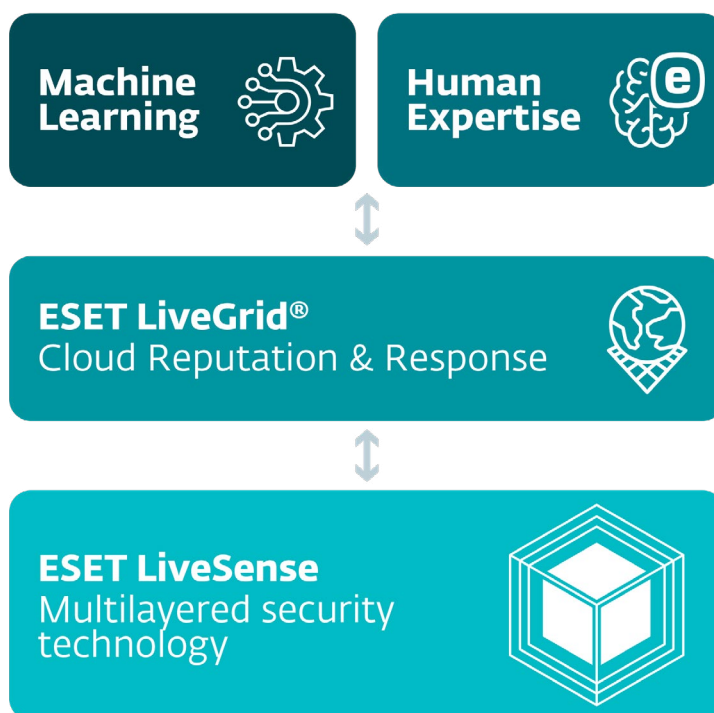 Machine
Learning
Human
Expertise
e
ESET LiveGrid®
Cloud Reputation & Response
ESET LiveSense
Multilayered security
technology